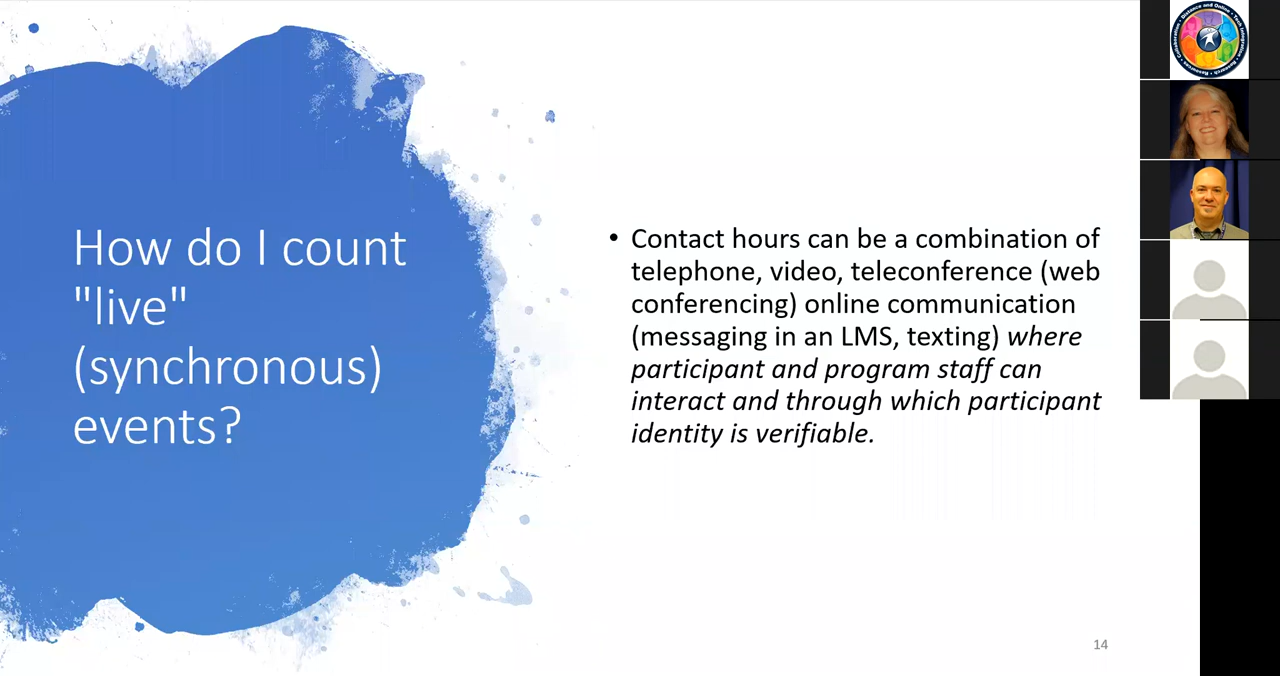 How do I count
"live"
(synchronous)
events?
• Contact hours can be a combination of
telephone, video, teleconference (web
conferencing) online communication
(messaging in an LMS, texting) where
participant and program staff can
interact and through which participant
identity is verifiable.
14